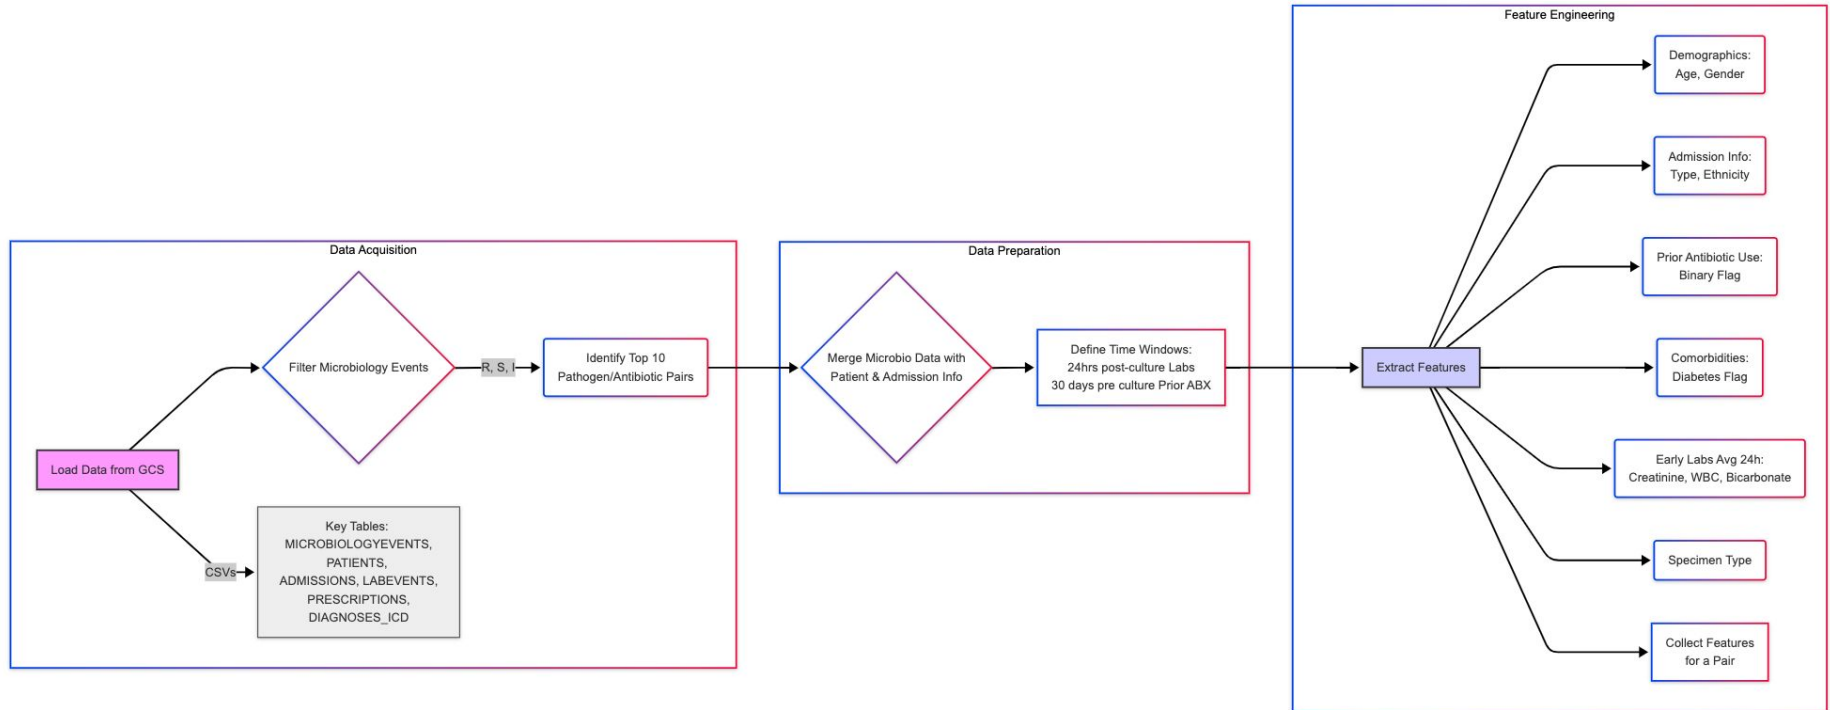 Data Acquisition
Load Data from GCS
Filter Microbiology Events
R, S, I
Identify Top 10
Pathogen/Antibiotic Pairs
CSVs
Key Tables:
MICROBIOLOGYEVENTS,
PATIENTS,
ADMISSIONS, LABEVENTS,
PRESCRIPTIONS,
DIAGNOSES_ICD
Data Preparation
Merge Microbio Data with
Patient & Admission Info
Define Time Windows:
24hrs post-culture Labs
30 days pre culture Prior ABX
Feature Engineering
Extract Features
Demographics:
Age, Gender
Admission Info:
Type, Ethnicity
Prior Antibiotic Use:
Binary Flag
Comorbidities:
Diabetes Flag
Early Labs Avg 24h:
Creatinine, WBC, Bicarbonate
Specimen Type
Collect Features
for a Pair